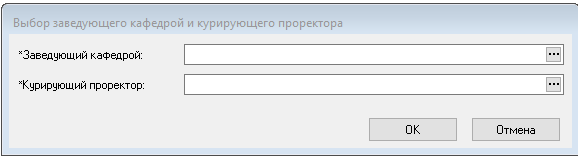 Выбор заведующего кафедрой и курирующего проректора
*Заведующий кафедрой:
...
*Курирующий проректор:
...
OK
Отмена